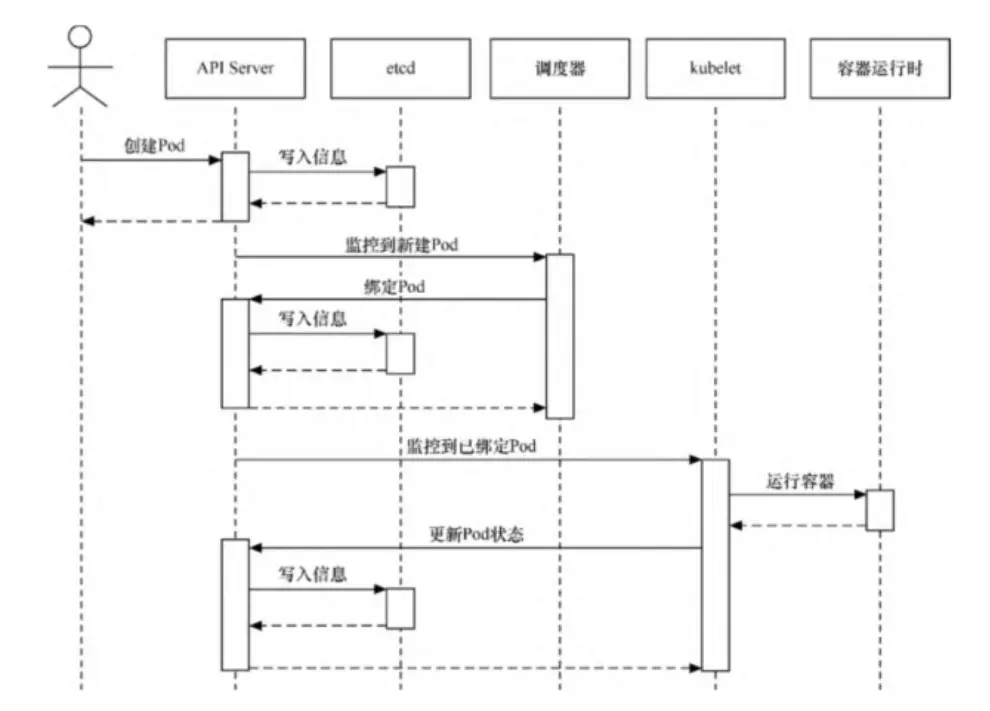 API Server
etcd
调度器
kubelet
容器运行时
创建Pod
写入信息
监控到新建Pod
绑定Pod
写入信息
监控到已绑定Pod
运行容器
更新Pod状态
写入信息